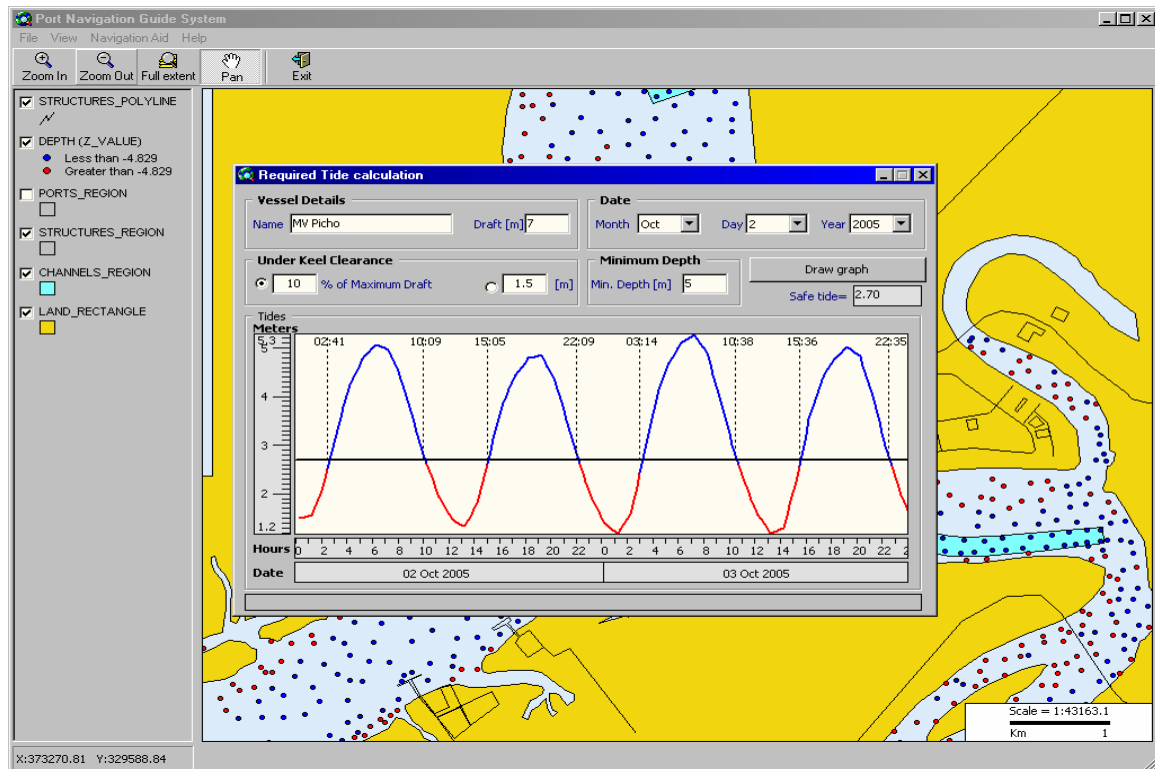 Port Navigation Guide System
File View Navigation Aid Help
Zoom In Zoom Out Full extent Pan Exit
STRUCTURES_POLYLINE
DEPTH (Z_VALUE)
Less than -4.829
Greater than -4.829
PORTS_REGION
STRUCTURES_REGION
CHANNELS_REGION
LAND_RECTANGLE
Required Tide calculation
Vessel Details
Name MV Picho Draft [m] 7
Date
Month Oct Day 2 Year 2005
Under Keel Clearance
10 % of Maximum Draft 1.5 [m]
Minimum Depth
Min. Depth [m] 5
Draw graph
Safe tide= 2.70
Tides
Meters
5.3 02:41 10:09 15:05 22:09 03:14 10:38 15:36 22:35
5
4
3
2
1.2
Hours 0 2 4 6 8 10 12 14 16 18 20 22 0 2 4 6 8 10 12 14 16 18 20 22 2
Date 02 Oct 2005 03 Oct 2005
Scale = 1:43163.1
Km 1
X:373270.81 Y:329588.84